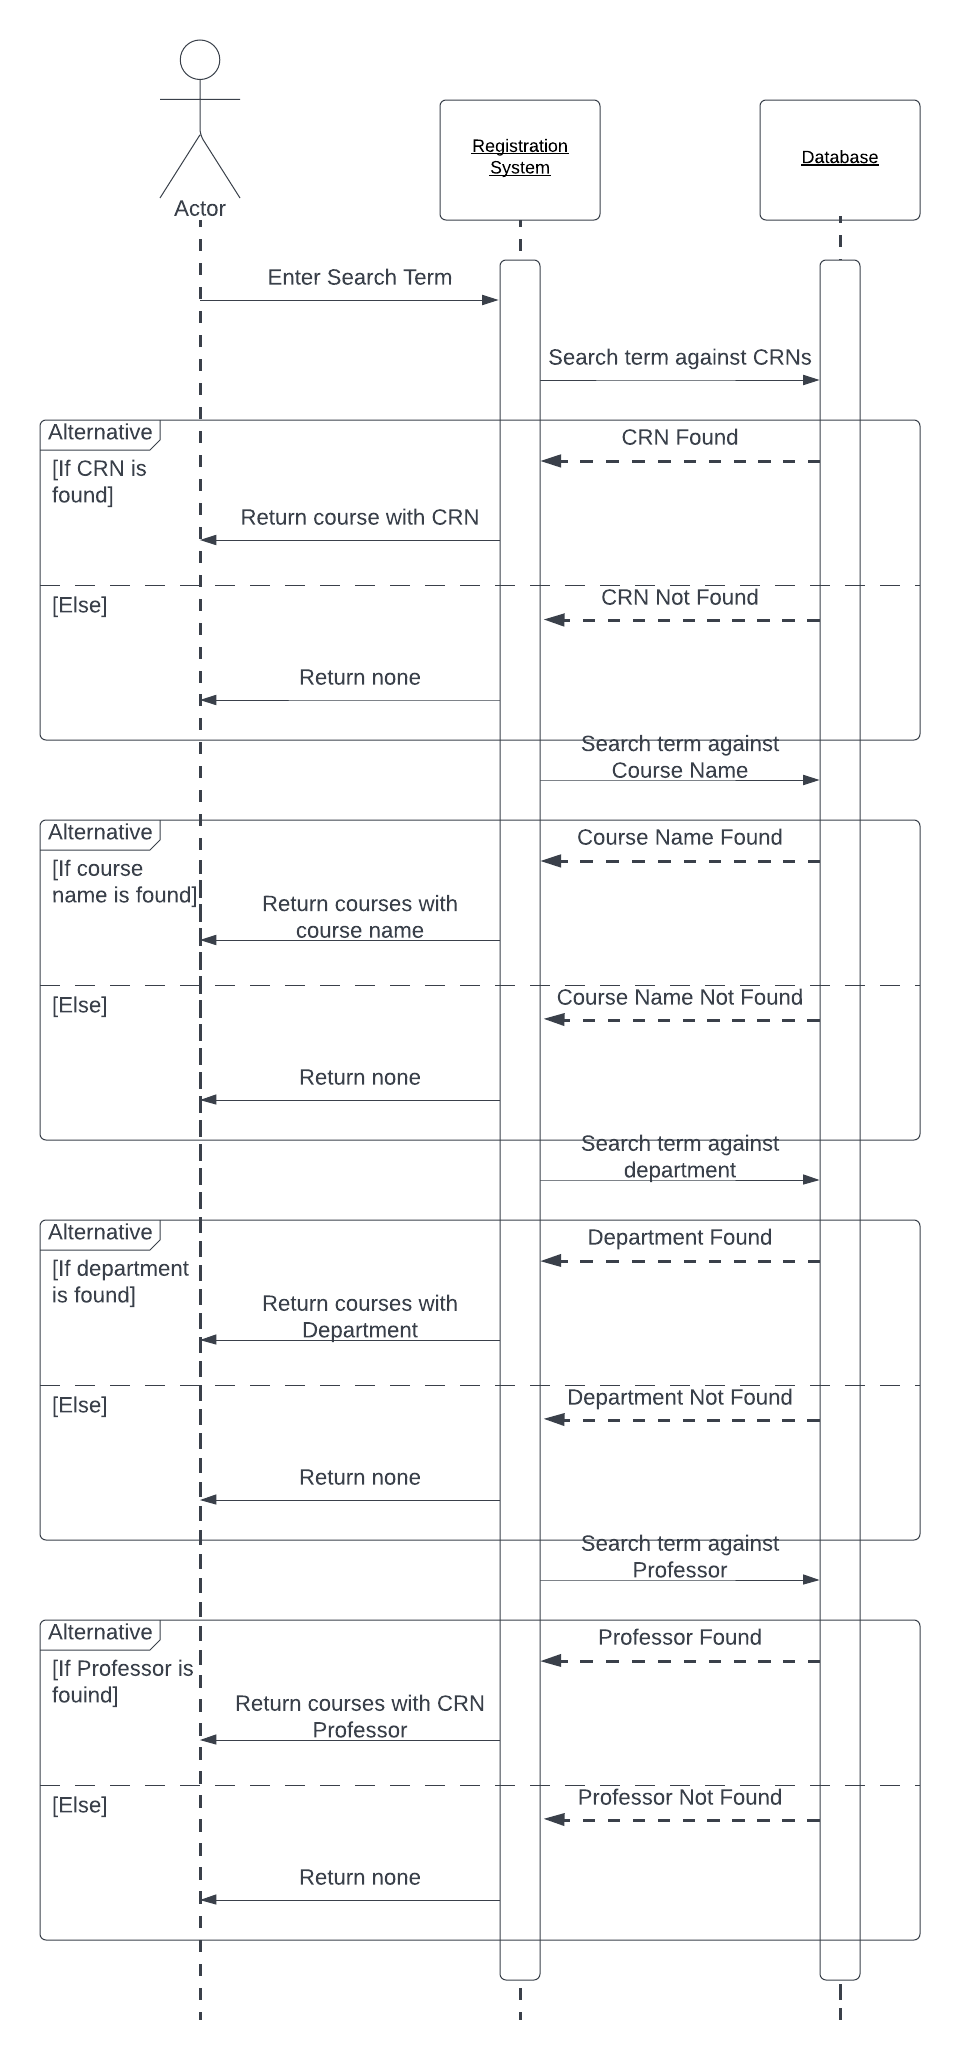 Registration
System
Database
Actor
Enter Search Term
Search term against CRNs
Alternative
CRN Found
[If CRN is
found]
Return course with CRN
[Else]
CRN Not Found
Return none
Search term against
Course Name
Alternative
Course Name Found
[If course
name is found]
Return courses with
course name
[Else]
Course Name Not Found
Return none
Search term against
department
Alternative
Department Found
[If department
is found]
Return courses with
Department
[Else]
Department Not Found
Return none
Search term against
Professor
Alternative
Professor Found
[If Professor is
fouind]
Return courses with CRN
Professor
[Else]
Professor Not Found
Return none